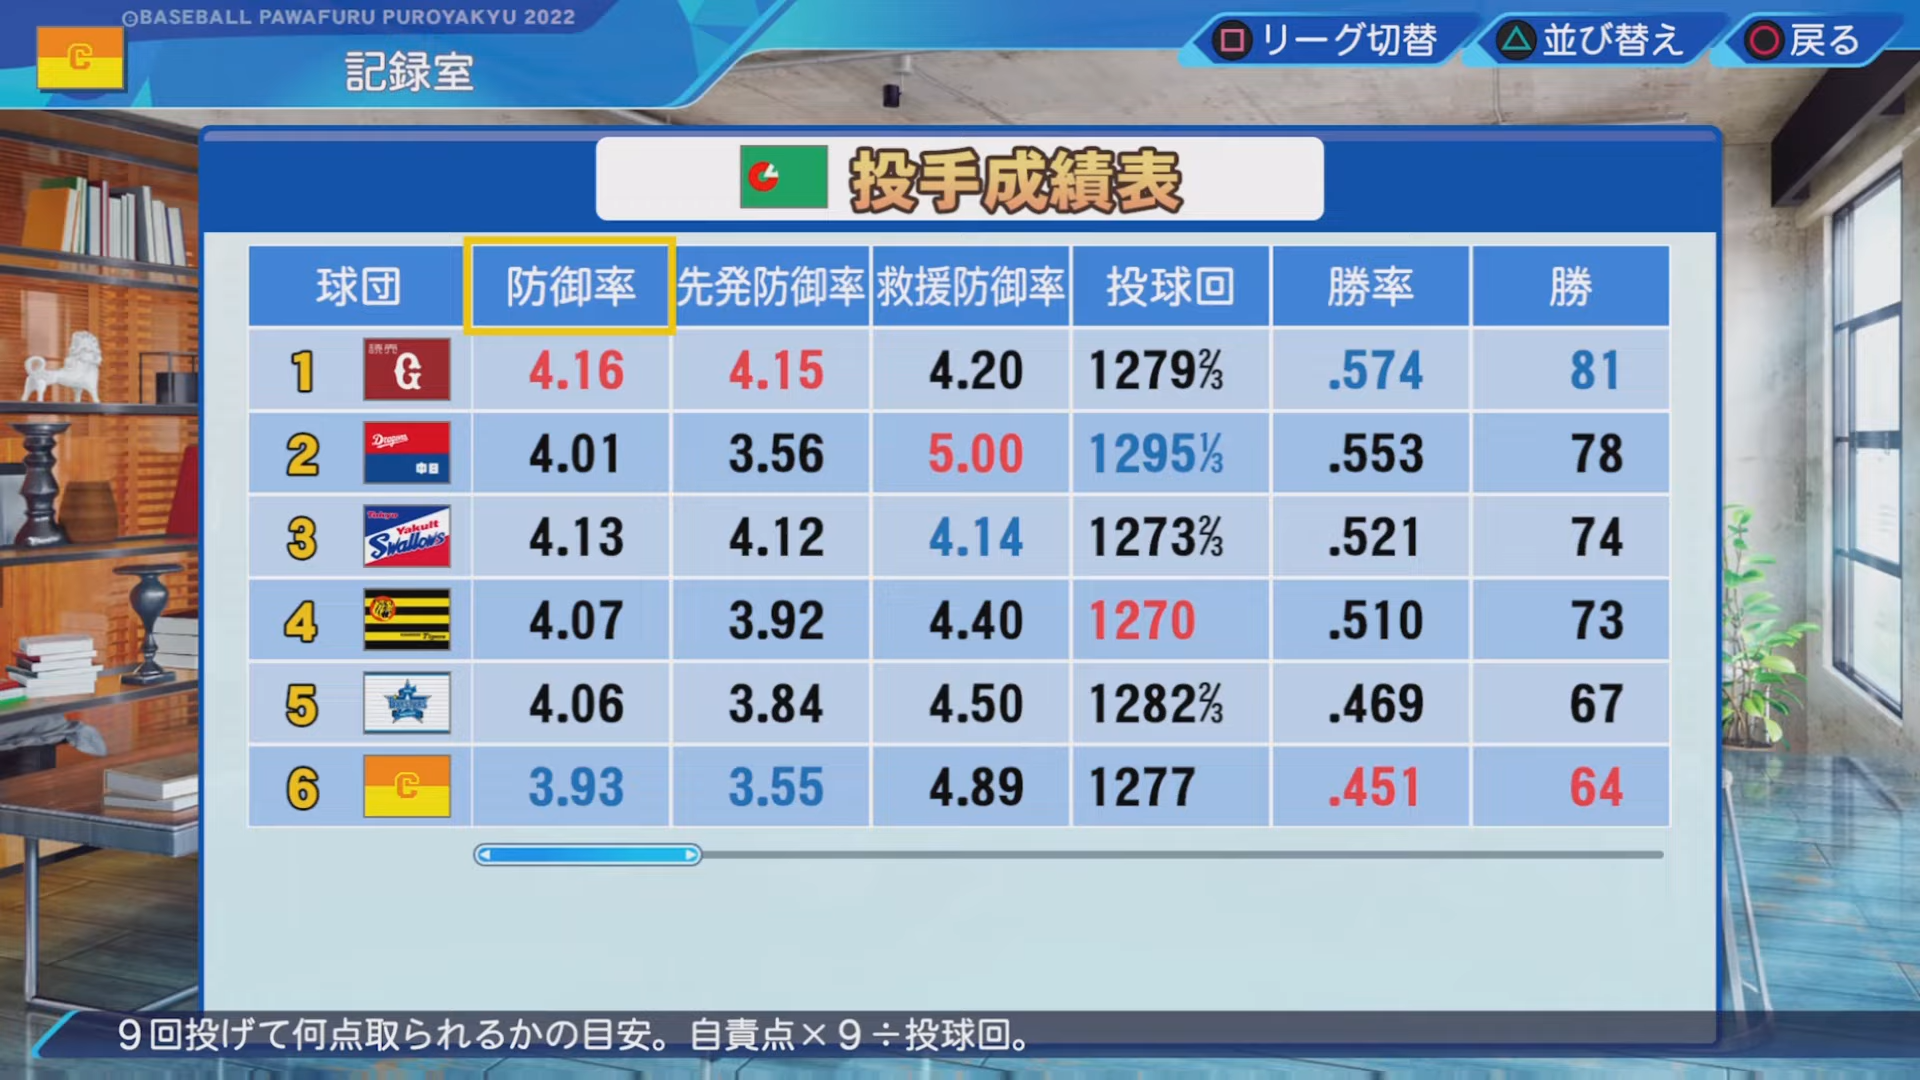 ©BASEBALL PAWAFURU PUROYAKYU 2022
C
記録室
リーグ切替
並び替え
戻る
投手成績表
球団 防御率 先発防御率 救援防御率 投球回 勝率 勝
1 読売 G 4.16 4.15 4.20 1279⅔ .574 81
2 Dragons 中日 4.01 3.56 5.00 1295⅓ .553 78
3 Tokyo Yakult Swallows 4.13 4.12 4.14 1273⅔ .521 74
4 Tigers 4.07 3.92 4.40 1270 .510 73
5 BAYSTARS 4.06 3.84 4.50 1282⅔ .469 67
6 C 3.93 3.55 4.89 1277 .451 64
9回投げて何点取られるかの目安。自責点×9÷投球回。